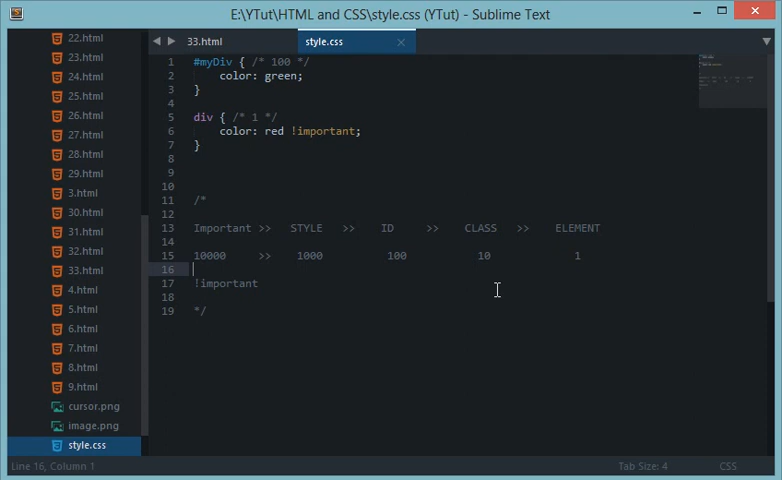 E:\YTut\HTML and CSS\style.css (YTut) - Sublime Text
22.html
23.html
24.html
25.html
26.html
27.html
28.html
29.html
3.html
30.html
31.html
32.html
33.html
4.html
5.html
6.html
7.html
8.html
9.html
cursor.png
image.png
style.css
33.html
style.css
1 #myDiv { /* 100 */
2 color: green;
3 }
4
5 div { /* 1 */
6 color: red !important;
7 }
8
9
10
11 /*
12
13 Important >> STYLE >> ID >> CLASS >> ELEMENT
14
15 10000 >> 1000 100 10 1
16
17 !important
18
19 */
Line 16, Column 1
Tab Size: 4
CSS